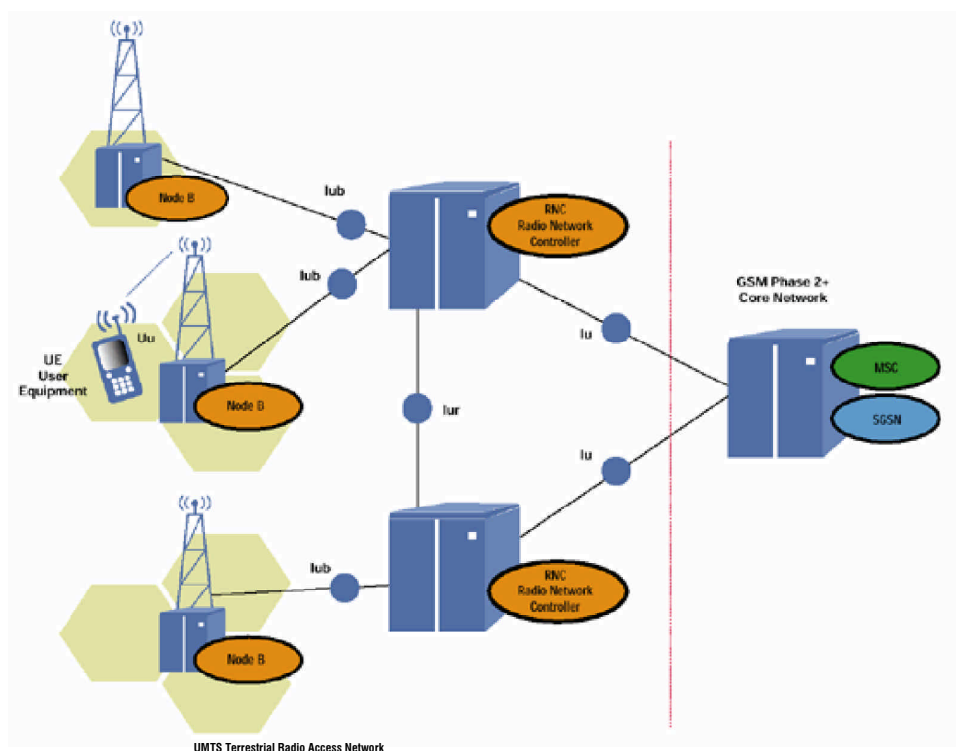 Node B
Iub
RNC
Radio Network
Controller
Iub
GSM Phase 2+
Core Network
Uu
UE
User
Equipment
Iu
MSC
Node B
Iur
SGSN
Iu
Iub
RNC
Radio Network
Controller
Node B
UMTS Terrestrial Radio Access Network